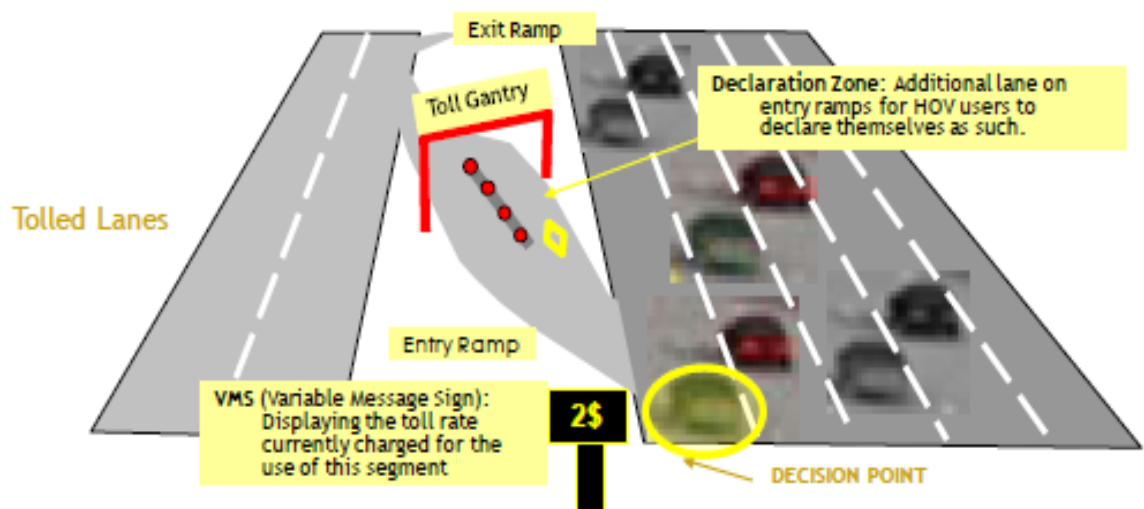 Exit Ramp
Toll Gantry
Declaration Zone: Additional lane on
entry ramps for HOV users to
declare themselves as such.
Tolled Lanes
Entry Ramp
VMS (Variable Message Sign):
Displaying the toll rate
currently charged for the
use of this segment
2$
DECISION POINT